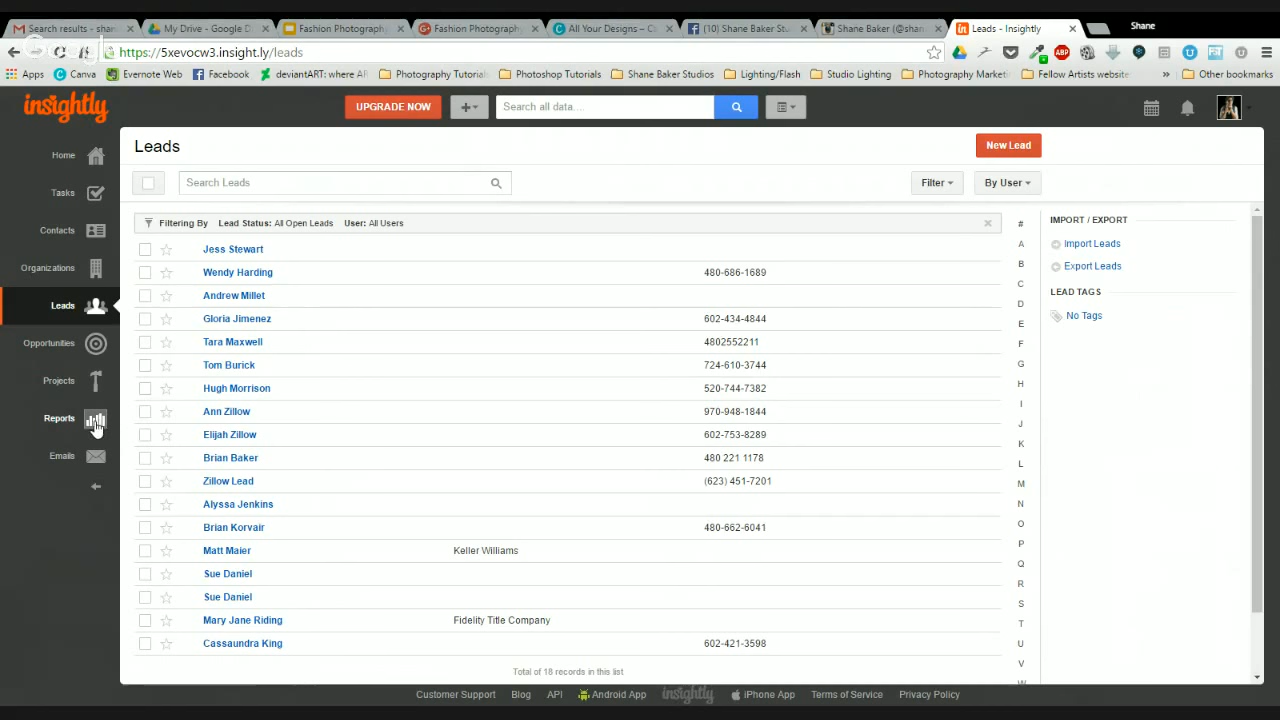 Search results - shan
My Drive - Google D
Fashion Photography
Fashion Photography
All Your Designs – C
(10) Shane Baker Stu
Shane Baker (@shan
Leads - Insightly
Shane
https://5xevocw3.insight.ly/leads
Apps
Canva
Evernote Web
Facebook
deviantART: where AR
Photography Tutorials
Photoshop Tutorials
Shane Baker Studios
Lighting/Flash
Studio Lighting
Photography Market
Fellow Artists website
»
Other bookmarks
insightly
UPGRADE NOW
Search all data....
Home
Tasks
Contacts
Organizations
Leads
Opportunities
Projects
Reports
Emails
Leads
New Lead
Search Leads
Filter
By User
Filtering By Lead Status: All Open Leads User: All Users
Jess Stewart
Wendy Harding 480-686-1689
Andrew Millet
Gloria Jimenez 602-434-4844
Tara Maxwell 4802552211
Tom Burick 724-610-3744
Hugh Morrison 520-744-7382
Ann Zillow 970-948-1844
Elijah Zillow 602-753-8289
Brian Baker 480 221 1178
Zillow Lead (623) 451-7201
Alyssa Jenkins
Brian Korvair 480-662-6041
Matt Maier Keller Williams
Sue Daniel
Sue Daniel
Mary Jane Riding Fidelity Title Company
Cassaundra King 602-421-3598
Total of 18 records in this list
#
A
B
C
D
E
F
G
H
I
J
K
L
M
N
O
P
Q
R
S
T
U
V
W
IMPORT / EXPORT
Import Leads
Export Leads
LEAD TAGS
No Tags
Customer Support
Blog
API
Android App
insightly
iPhone App
Terms of Service
Privacy Policy